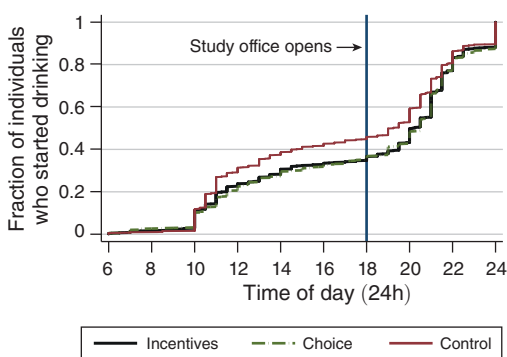 Fraction of individuals
who started drinking
1
0.8
0.6
0.4
0.2
0
Study office opens
6 8 10 12 14 16 18 20 22 24
Time of day (24h)
Incentives Choice Control